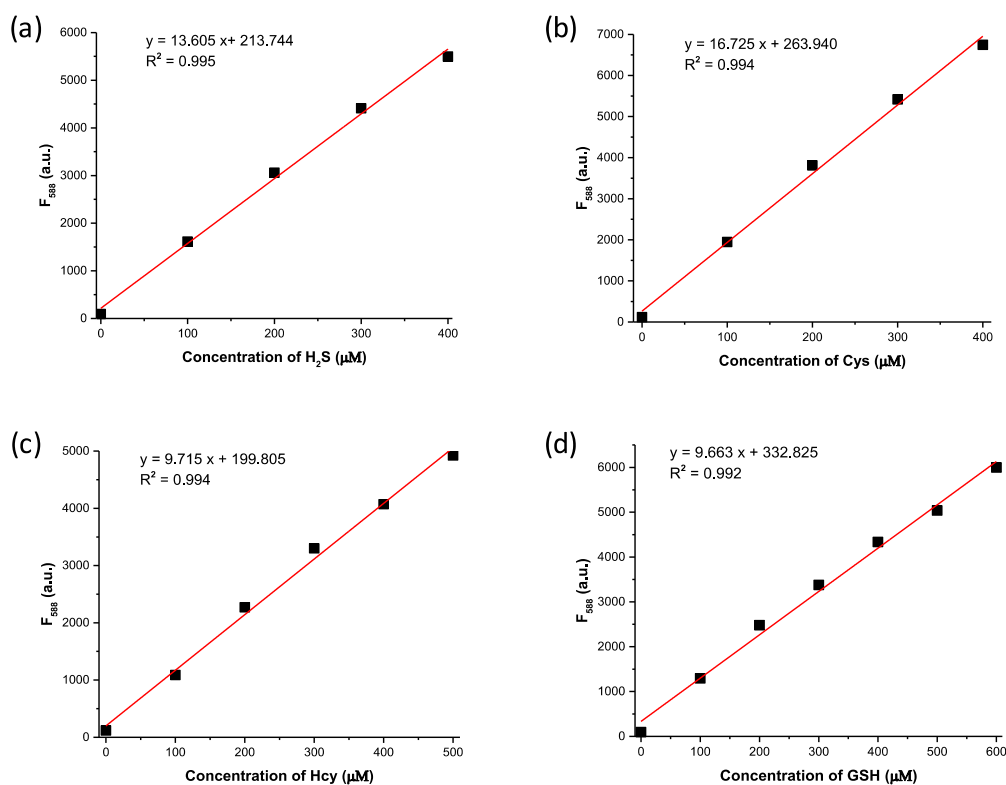 (a)
y = 13.605 x+ 213.744
R² = 0.995
6000
5000
4000
3000
2000
1000
0
F₅₈₈ (a.u.)
0 100 200 300 400
Concentration of H₂S (μM)
(b)
y = 16.725 x + 263.940
R² = 0.994
7000
6000
5000
4000
3000
2000
1000
0
F₅₈₈ (a.u.)
0 100 200 300 400
Concentration of Cys (μM)
(c)
y = 9.715 x + 199.805
R² = 0.994
5000
4000
3000
2000
1000
0
F₅₈₈ (a.u.)
0 100 200 300 400 500
Concentration of Hcy (μM)
(d)
y = 9.663 x + 332.825
R² = 0.992
6000
5000
4000
3000
2000
1000
0
F₅₈₈ (a.u.)
0 100 200 300 400 500 600
Concentration of GSH (μM)